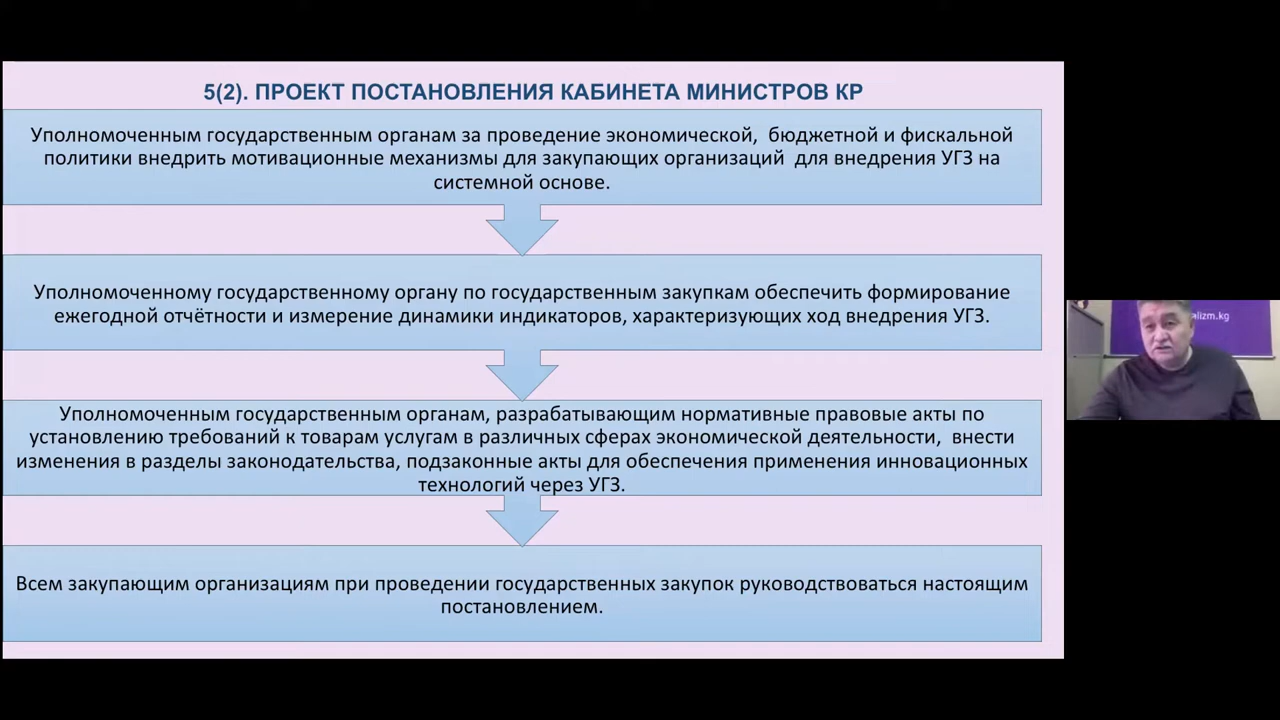 5(2). ПРОЕКТ ПОСТАНОВЛЕНИЯ КАБИНЕТА МИНИСТРОВ КР
Уполномоченным государственным органам за проведение экономической, бюджетной и фискальной
политики внедрить мотивационные механизмы для закупающих организаций для внедрения УГЗ на
системной основе.
Уполномоченному государственному органу по государственным закупкам обеспечить формирование
ежегодной отчётности и измерение динамики индикаторов, характеризующих ход внедрения УГЗ.
alizm.kg
Уполномоченным государственным органам, разрабатывающим нормативные правовые акты по
установлению требований к товарам услугам в различных сферах экономической деятельности, внести
изменения в разделы законодательства, подзаконные акты для обеспечения применения инновационных
технологий через УГЗ.
Всем закупающим организациям при проведении государственных закупок руководствоваться настоящим
постановлением.